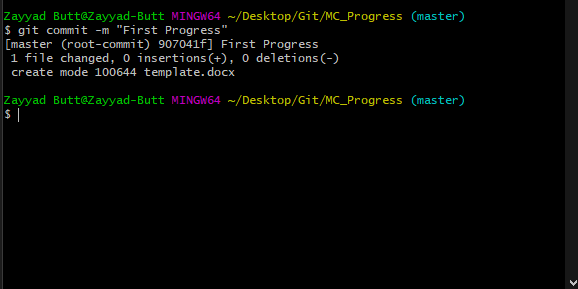 Zayyad Butt@Zayyad-Butt MINGW64 ~/Desktop/Git/MC_Progress (master)
$ git commit -m "First Progress"
[master (root-commit) 907041f] First Progress
 1 file changed, 0 insertions(+), 0 deletions(-)
 create mode 100644 template.docx
Zayyad Butt@Zayyad-Butt MINGW64 ~/Desktop/Git/MC_Progress (master)
$